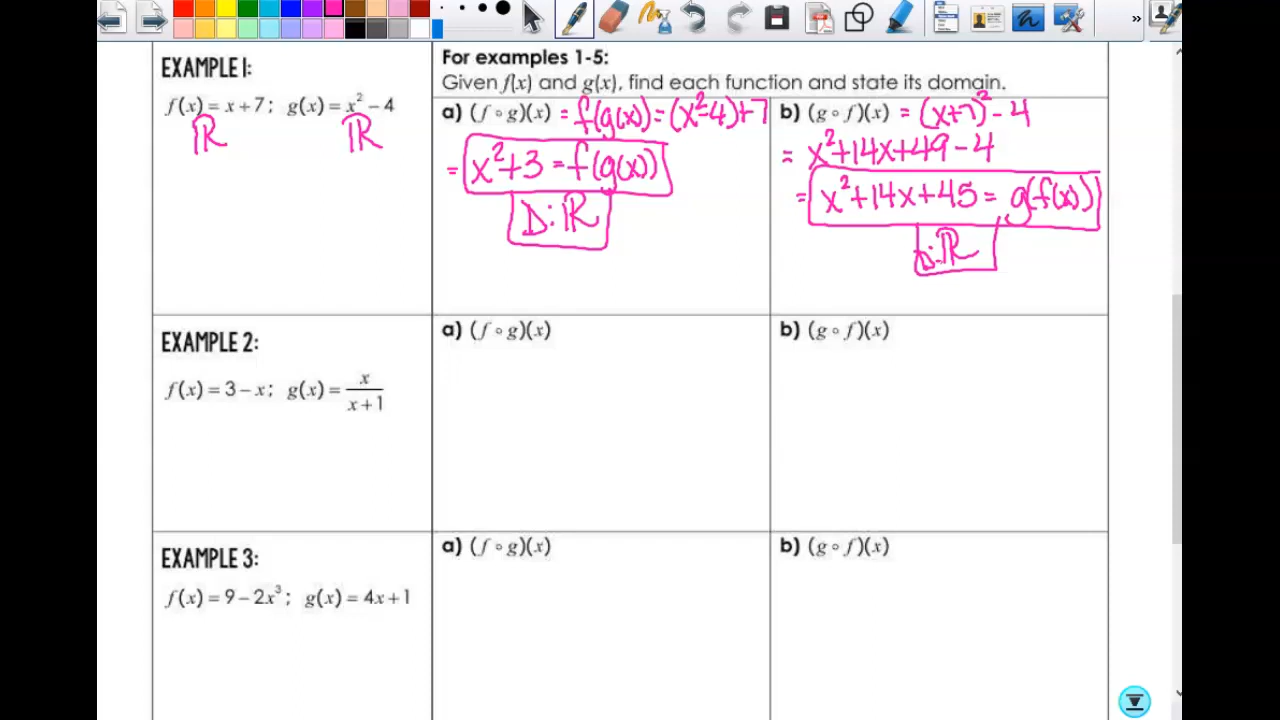 EXAMPLE 1:
f(x) = x + 7; g(x) = x² − 4
ℝ ℝ
For examples 1-5:
Given f(x) and g(x), find each function and state its domain.
a) (f ∘ g)(x) = f(g(x)) = (x²-4)+7
= x²+3 = f(g(x))
D: ℝ
b) (g ∘ f)(x) = (x+7)² - 4
= x²+14x+49-4
= x²+14x+45 = g(f(x))
D: ℝ
EXAMPLE 2:
f(x) = 3 − x; g(x) = x/(x+1)
a) (f ∘ g)(x)
b) (g ∘ f)(x)
EXAMPLE 3:
f(x) = 9 − 2x³; g(x) = 4x + 1
a) (f ∘ g)(x)
b) (g ∘ f)(x)